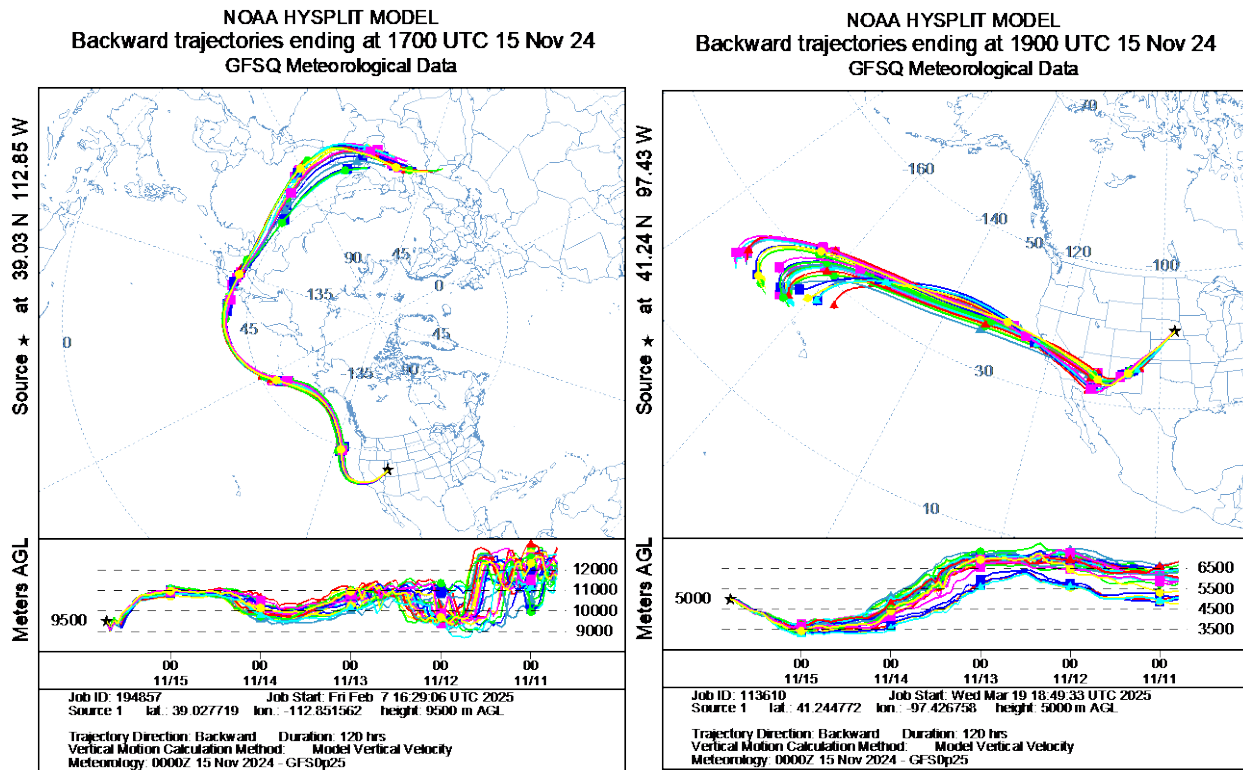 NOAA HYSPLIT MODEL
Backward trajectories ending at 1700 UTC 15 Nov 24
GFSQ Meteorological Data
Source ★ at 39.03 N 112.85 W
90
45
0
135
45
45
0
135
90
Meters AGL
9500
12000
11000
10000
9000
00 00 00 00 00
11/15 11/14 11/13 11/12 11/11
Job ID: 194857 Job Start: Fri Feb 7 16:29:06 UTC 2025
Source 1 lat.: 39.027719 lon.: -112.851562 height: 9500 m AGL
Trajectory Direction: Backward Duration: 120 hrs
Vertical Motion Calculation Method: Model Vertical Velocity
Meteorology: 0000Z 15 Nov 2024 - GFS0p25
NOAA HYSPLIT MODEL
Backward trajectories ending at 1900 UTC 15 Nov 24
GFSQ Meteorological Data
Source ★ at 41.24 N 97.43 W
70
-160
-140
50
120
-100
30
10
Meters AGL
5000
6500
5500
4500
3500
00 00 00 00 00
11/15 11/14 11/13 11/12 11/11
Job ID: 113610 Job Start: Wed Mar 19 18:49:33 UTC 2025
Source 1 lat.: 41.244772 lon.: -97.426758 height: 5000 m AGL
Trajectory Direction: Backward Duration: 120 hrs
Vertical Motion Calculation Method: Model Vertical Velocity
Meteorology: 0000Z 15 Nov 2024 - GFS0p25